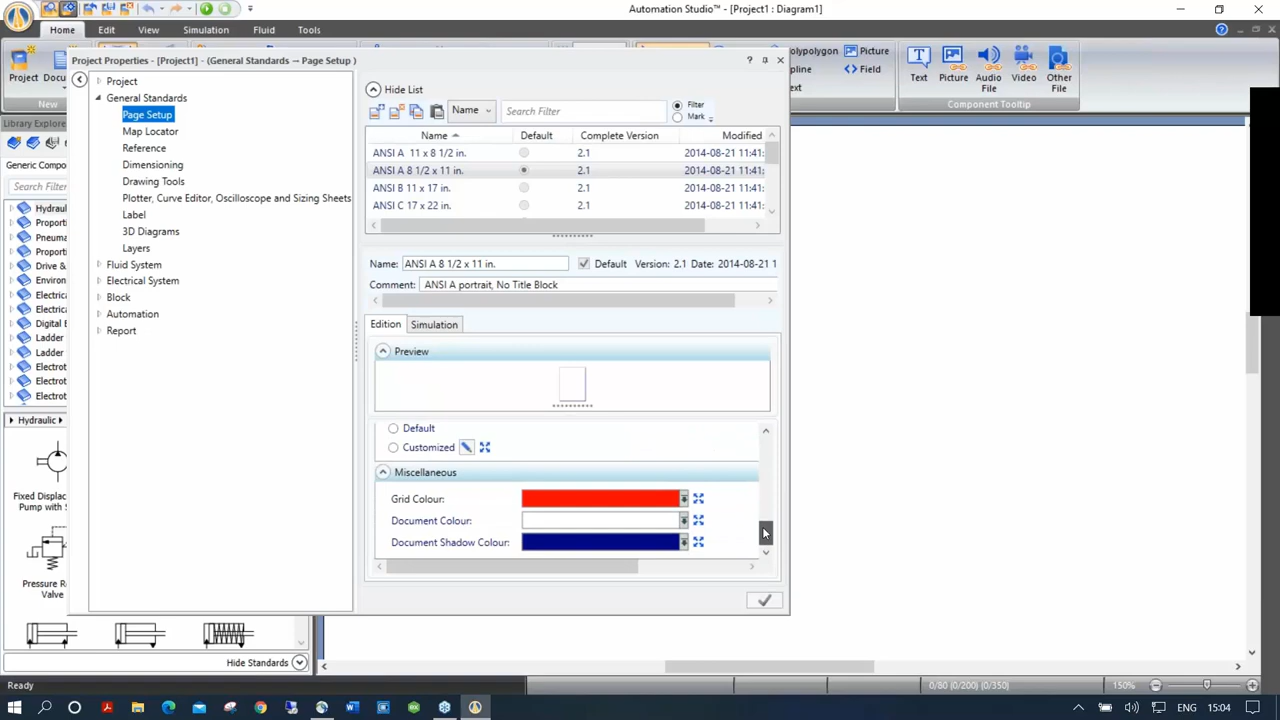 Automation Studio™ - [Project1 : Diagram1]
Home Edit View Simulation Fluid Tools
Project
New
Polypolygon
Picture
Field
Text Picture Audio File Video Other File
Component Tooltip
Project Properties - [Project1] - (General Standards → Page Setup )
Project
General Standards
Page Setup
Map Locator
Reference
Dimensioning
Drawing Tools
Plotter, Curve Editor, Oscilloscope and Sizing Sheets
Label
3D Diagrams
Layers
Fluid System
Electrical System
Block
Automation
Report
Hide List
Name Search Filter Filter
Mark
Name Default Complete Version Modified
ANSI A 11 x 8 1/2 in. 2.1 2014-08-21 11:41:
ANSI A 8 1/2 x 11 in. 2.1 2014-08-21 11:41:
ANSI B 11 x 17 in. 2.1 2014-08-21 11:41:
ANSI C 17 x 22 in. 2.1 2014-08-21 11:41:
Name: ANSI A 8 1/2 x 11 in. Default Version: 2.1 Date: 2014-08-21 1
Comment: ANSI A portrait, No Title Block
Edition Simulation
Preview
Default
Customized
Miscellaneous
Grid Colour:
Document Colour:
Document Shadow Colour:
Library Explore
Generic Compo
Search Filter
Hydraul
Proporti
Pneuma
Proporti
Drive &
Environ
Electrica
Electrica
Digital E
Ladder
Ladder
Electrot
Electrot
Electrot
Hydraulic
Fixed Displac
Pump with S
Pressure R
Valve
Hide Standards
Ready 0/80 (0/200) (0/350) 150%
ENG 15:04